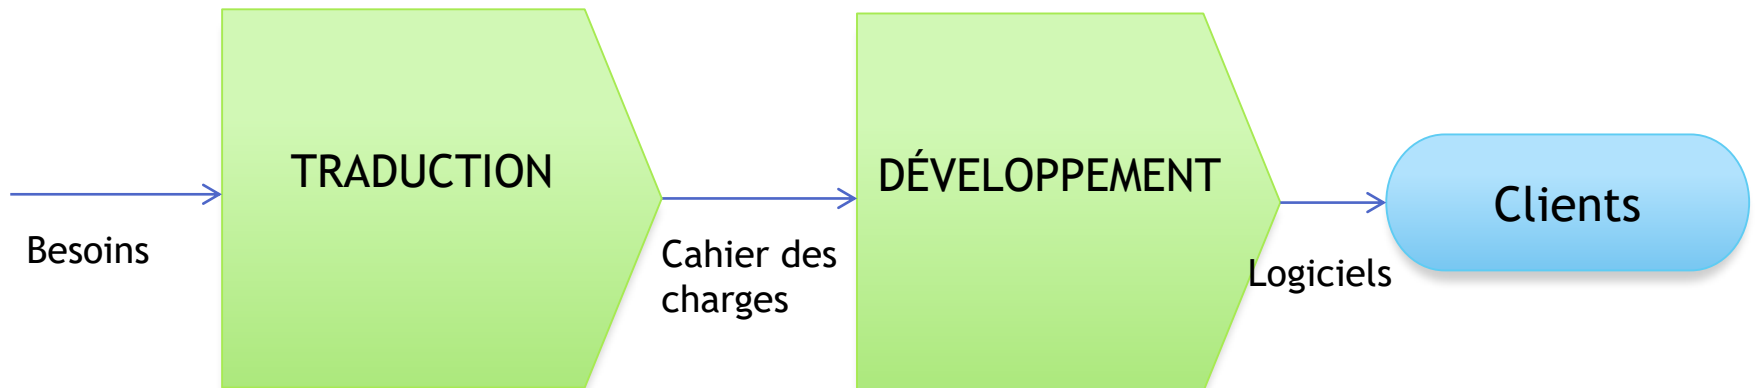 TRADUCTION
DÉVELOPPEMENT
Clients
Besoins
Cahier des
charges
Logiciels